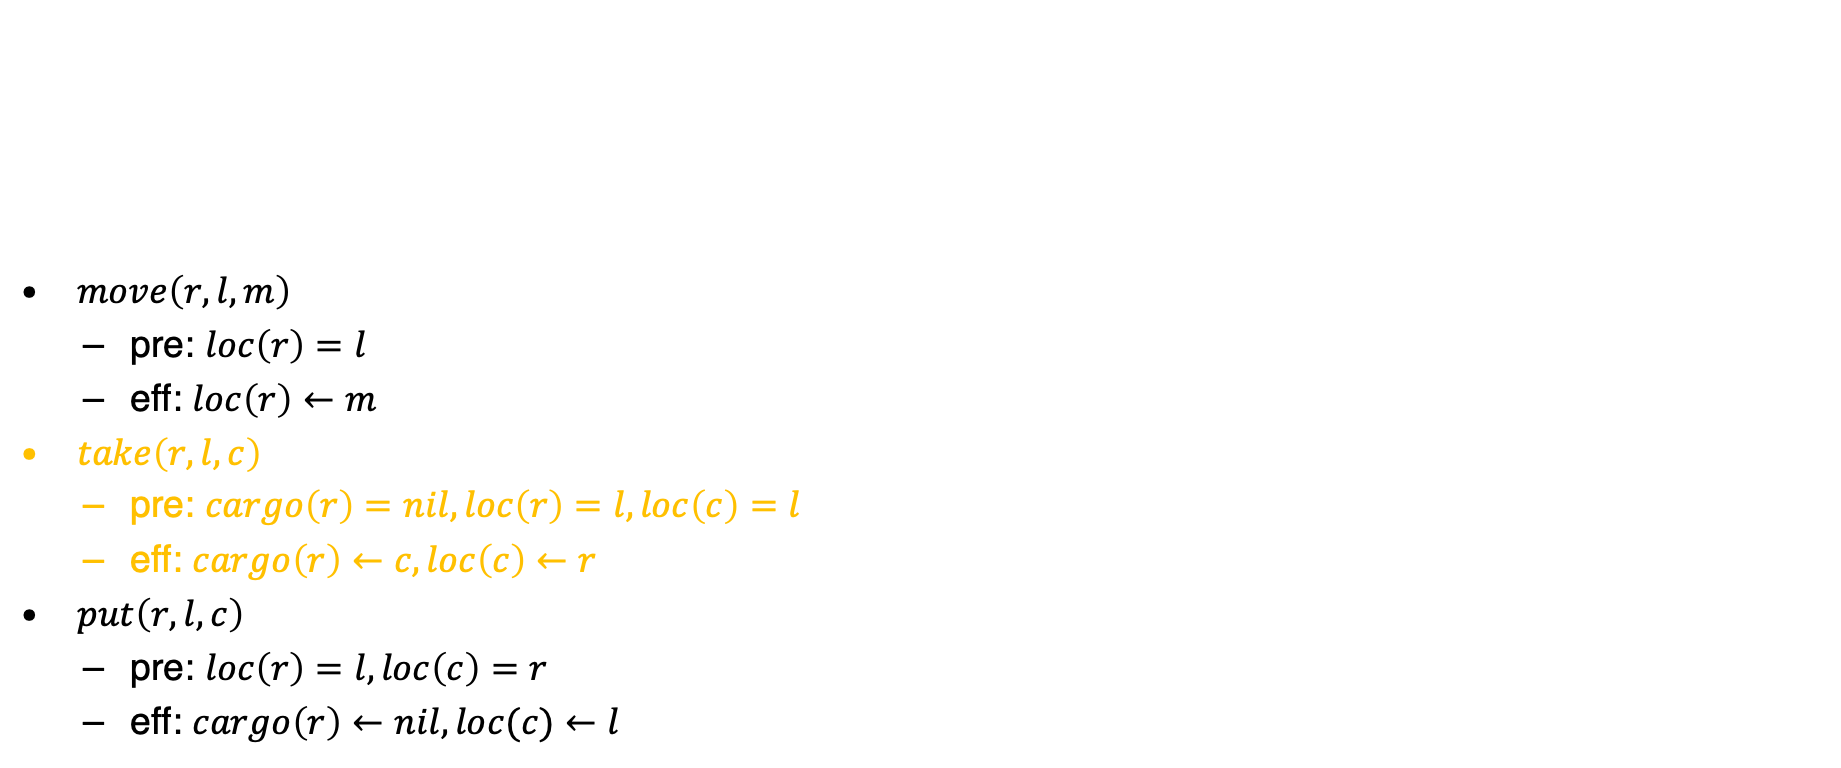 • move(r, l, m)
– pre: loc(r) = l
– eff: loc(r) ← m
• take(r, l, c)
– pre: cargo(r) = nil, loc(r) = l, loc(c) = l
– eff: cargo(r) ← c, loc(c) ← r
• put(r, l, c)
– pre: loc(r) = l, loc(c) = r
– eff: cargo(r) ← nil, loc(c) ← l